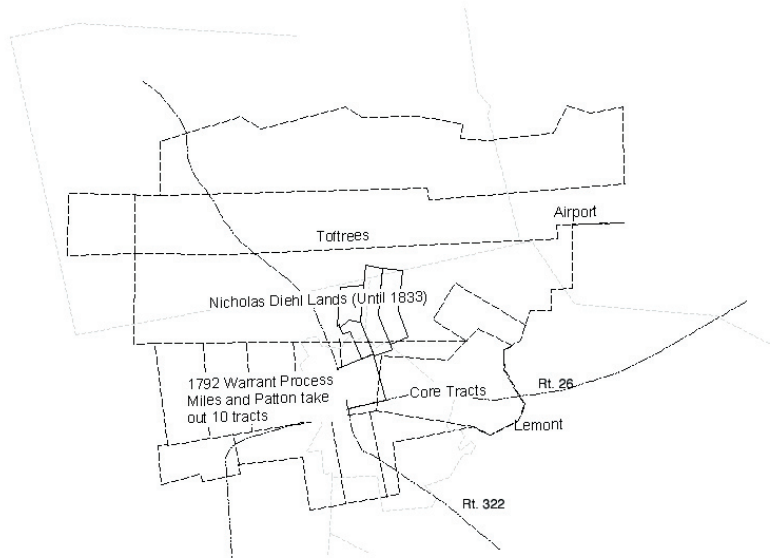 Airport
Toftrees
Nicholas Diehl Lands (Until 1833)
1792 Warrant Process
Miles and Patton take
out 10 tracts
Core Tracts
Rt. 26
Lemont
Rt. 322